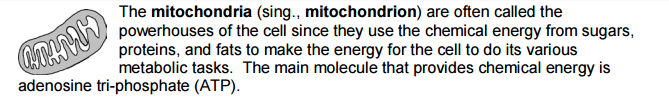 The mitochondria (sing., mitochondrion) are often called the
powerhouses of the cell since they use the chemical energy from sugars,
proteins, and fats to make the energy for the cell to do its various
metabolic tasks.  The main molecule that provides chemical energy is
adenosine tri-phosphate (ATP).